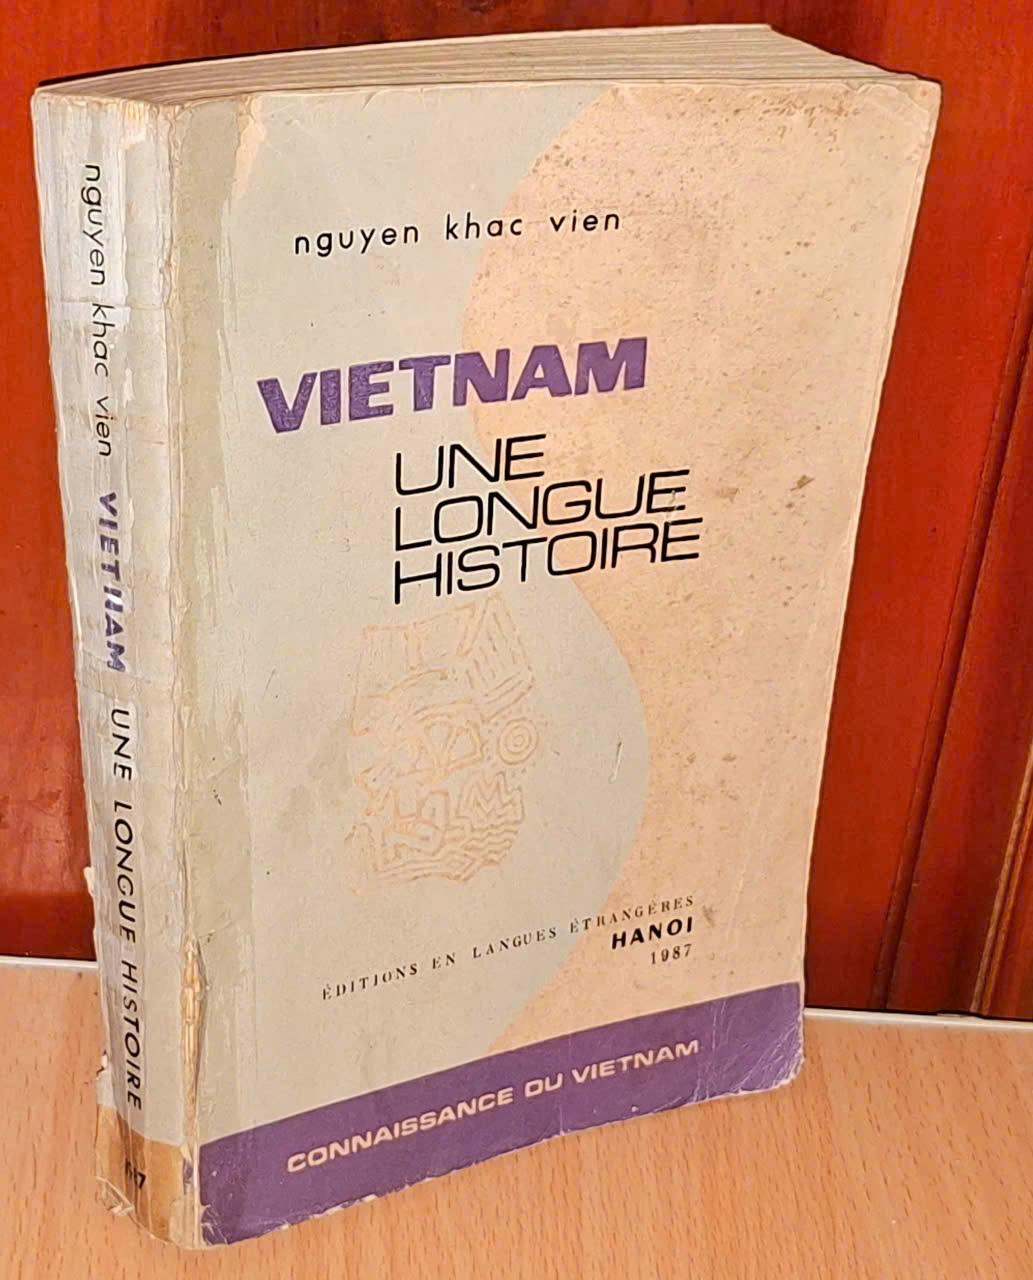 nguyen khac vien
VIETNAM
UNE
LONGUE
HISTOIRE
ÉDITIONS EN LANGUES ÉTRANGÈRES
HANOI
1987
CONNAISSANCE DU VIETNAM
nguyen khac vien VIETNAM UNE LONGUE HISTOIRE